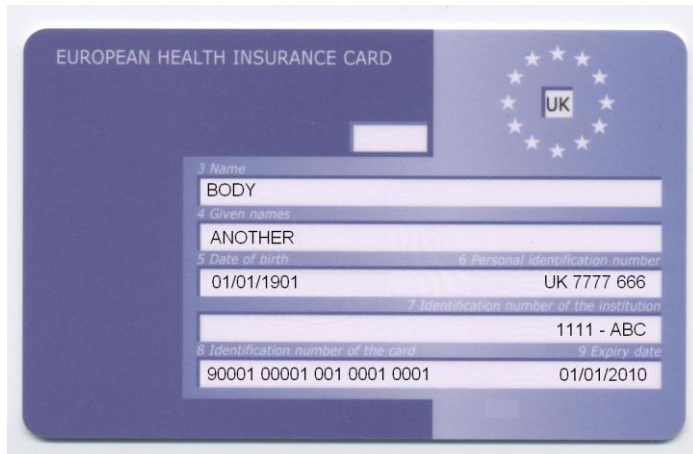 EUROPEAN HEALTH INSURANCE CARD
UK
3 Name
BODY
4 Given names
ANOTHER
5 Date of birth 6 Personal identification number
01/01/1901 UK 7777 666
7 Identification number of the institution
1111 - ABC
8 Identification number of the card 9 Expiry date
90001 00001 001 0001 0001 01/01/2010